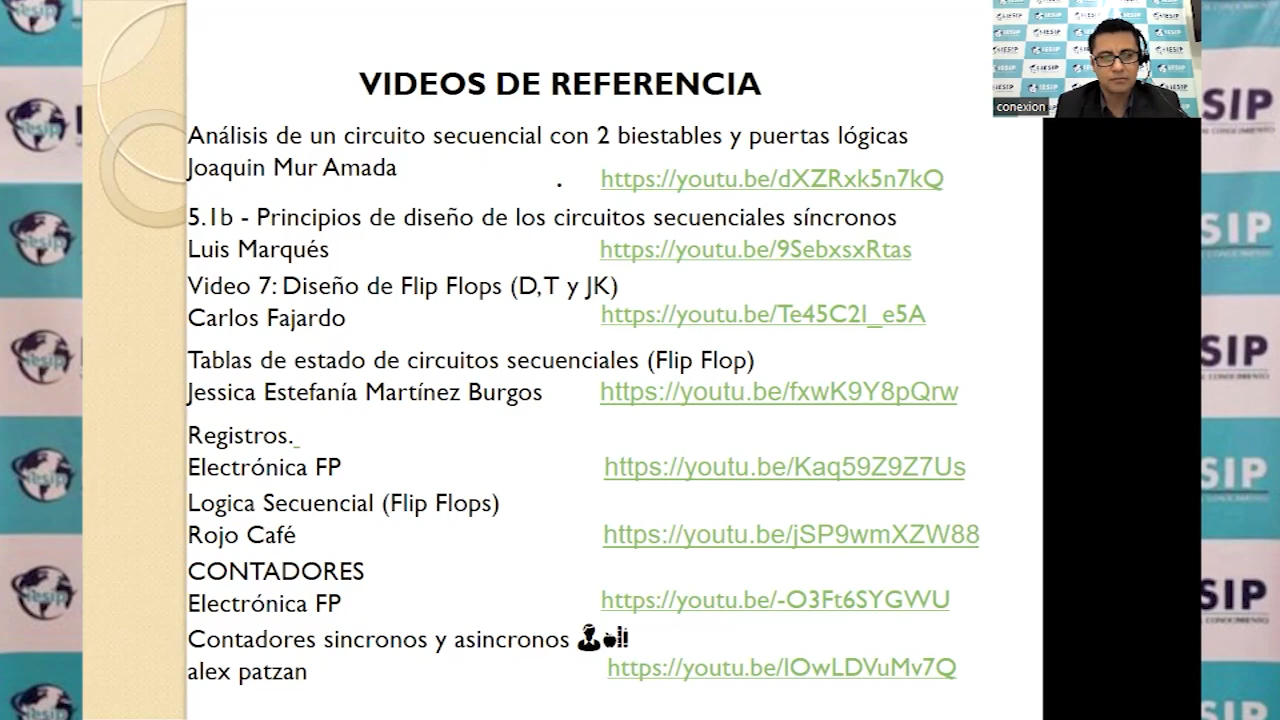 VIDEOS DE REFERENCIA
conexion
Análisis de un circuito secuencial con 2 biestables y puertas lógicas
Joaquin Mur Amada
. https://youtu.be/dXZRxk5n7kQ
5.1b - Principios de diseño de los circuitos secuenciales síncronos
Luis Marqués https://youtu.be/9SebxsxRtas
Video 7: Diseño de Flip Flops (D,T y JK)
Carlos Fajardo https://youtu.be/Te45C2I_e5A
Tablas de estado de circuitos secuenciales (Flip Flop)
Jessica Estefanía Martínez Burgos https://youtu.be/fxwK9Y8pQrw
Registros.
Electrónica FP https://youtu.be/Kaq59Z9Z7Us
Logica Secuencial (Flip Flops)
Rojo Café https://youtu.be/jSP9wmXZW88
CONTADORES
Electrónica FP https://youtu.be/-O3Ft6SYGWU
Contadores sincronos y asincronos
alex patzan https://youtu.be/IOwLDVuMv7Q
iesip
SIP